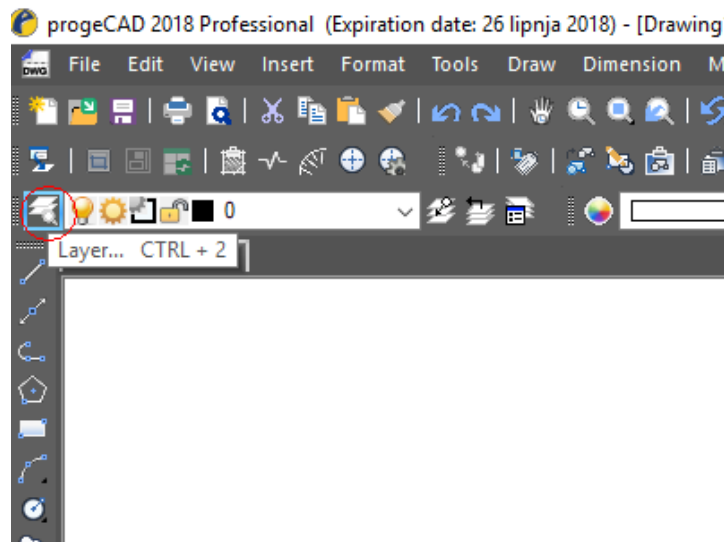 progeCAD 2018 Professional (Expiration date: 26 lipnja 2018) - [Drawing
DWG File Edit View Insert Format Tools Draw Dimension M
0
Layer... CTRL + 2